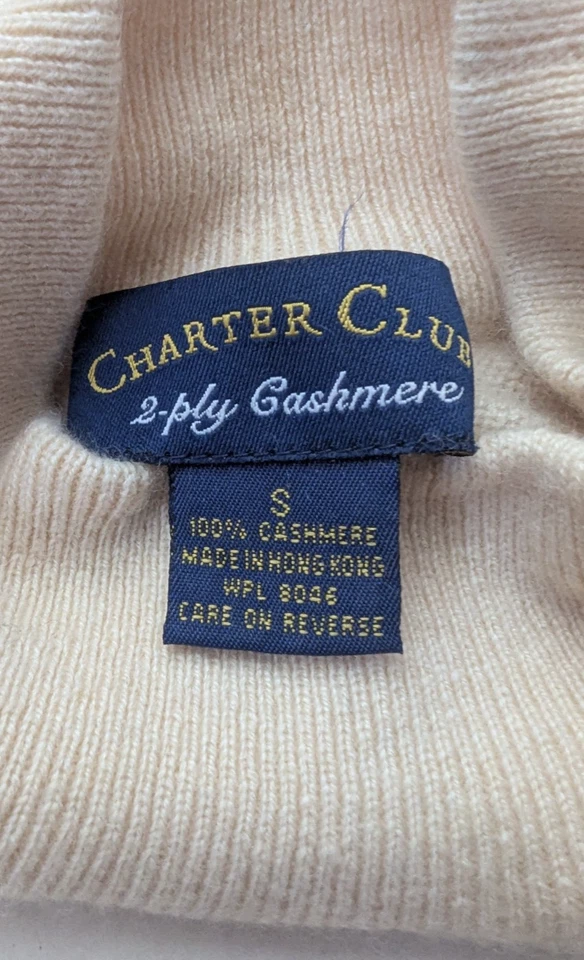 CHARTER CLUB
2-ply Cashmere
S
100% CASHMERE
MADE IN HONG KONG
WPL 8046
CARE ON REVERSE